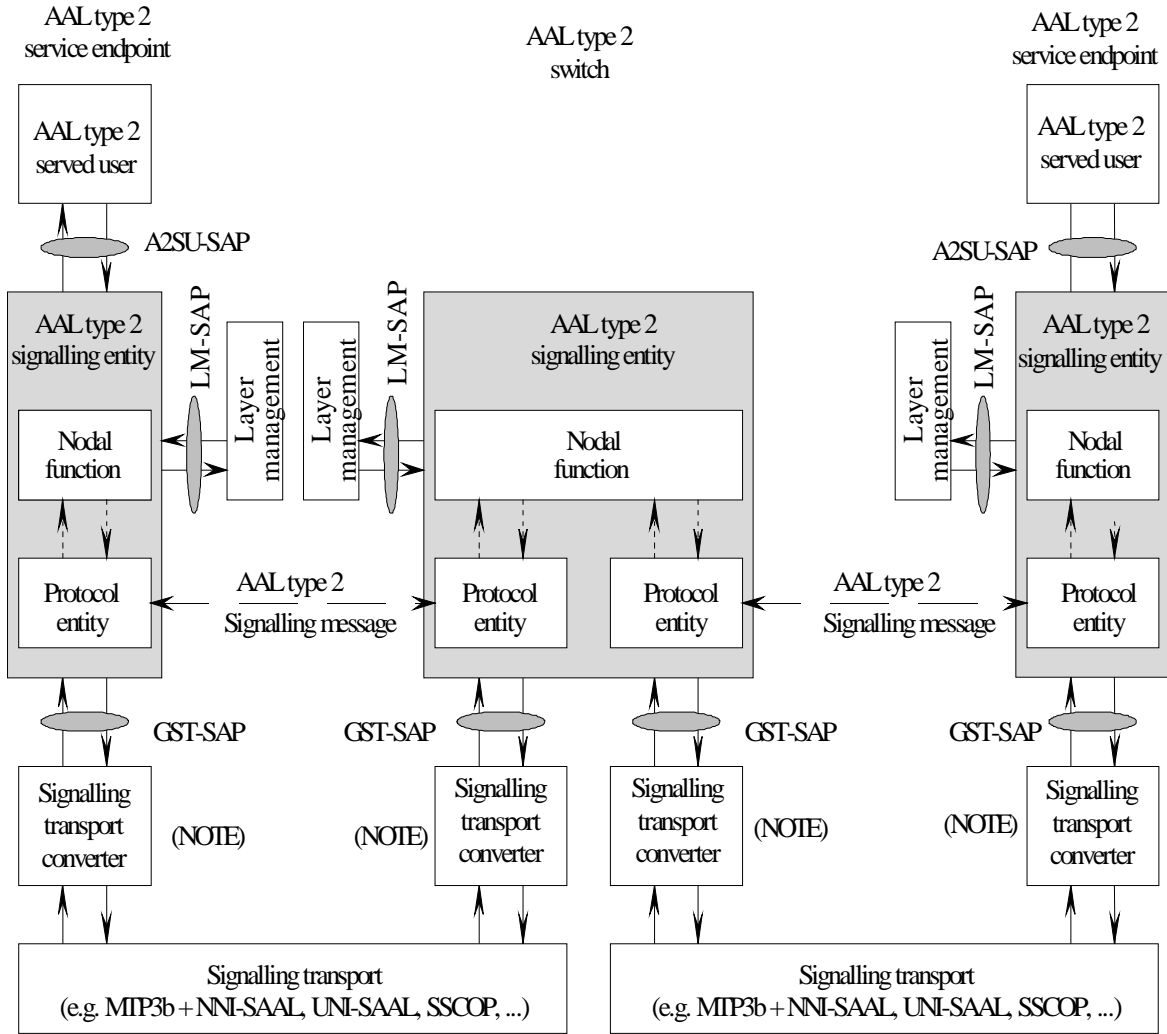 AAL type 2
service endpoint
AAL type 2
switch
AAL type 2
service endpoint
AAL type 2
served user
AAL type 2
served user
A2SU-SAP
A2SU-SAP
AAL type 2
signalling entity
LM-SAP
Layer
management
Layer
management
LM-SAP
AAL type 2
signalling entity
Layer
management
LM-SAP
AAL type 2
signalling entity
Nodal
function
Nodal
function
Nodal
function
Protocol
entity
AAL type 2
Signalling message
Protocol
entity
Protocol
entity
AAL type 2
Signalling message
Protocol
entity
GST-SAP
GST-SAP
GST-SAP
GST-SAP
Signalling
transport
converter
(NOTE)
(NOTE)
Signalling
transport
converter
Signalling
transport
converter
(NOTE)
(NOTE)
Signalling
transport
converter
Signalling transport
(e.g. MTP3b + NNI-SAAL, UNI-SAAL, SSCOP, ...)
Signalling transport
(e.g. MTP3b + NNI-SAAL, UNI-SAAL, SSCOP, ...)